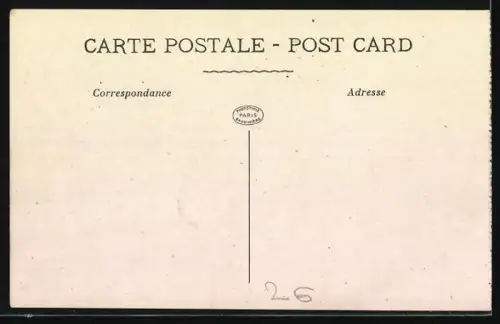 CARTE POSTALE - POST CARD
Correspondance
Adresse
PARIS